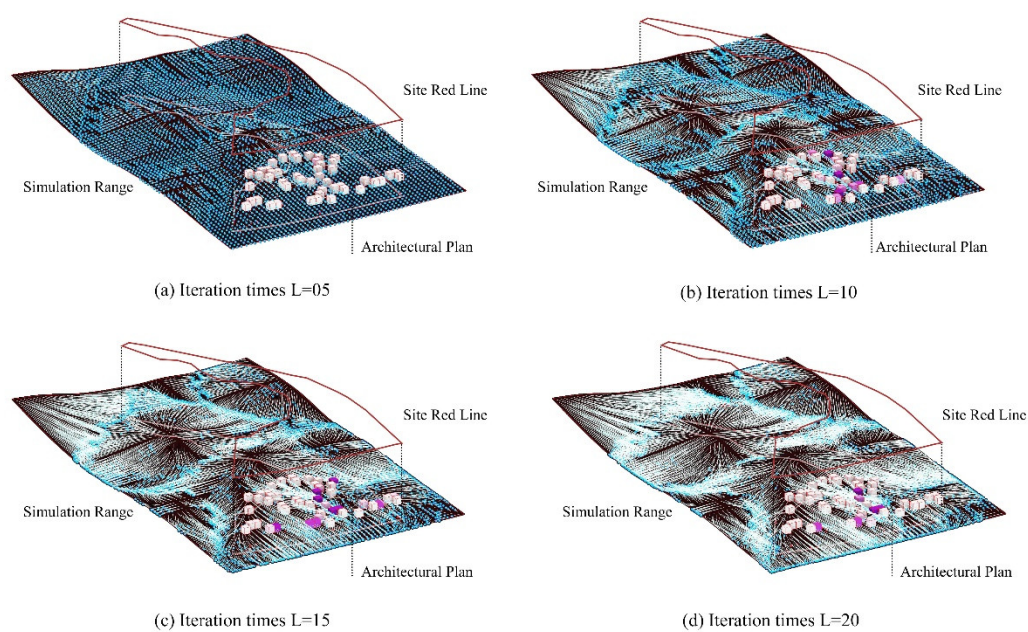 Site Red Line
Simulation Range
Architectural Plan
(a) Iteration times L=05
Site Red Line
Simulation Range
Architectural Plan
(b) Iteration times L=10
Site Red Line
Simulation Range
Architectural Plan
(c) Iteration times L=15
Site Red Line
Simulation Range
Architectural Plan
(d) Iteration times L=20